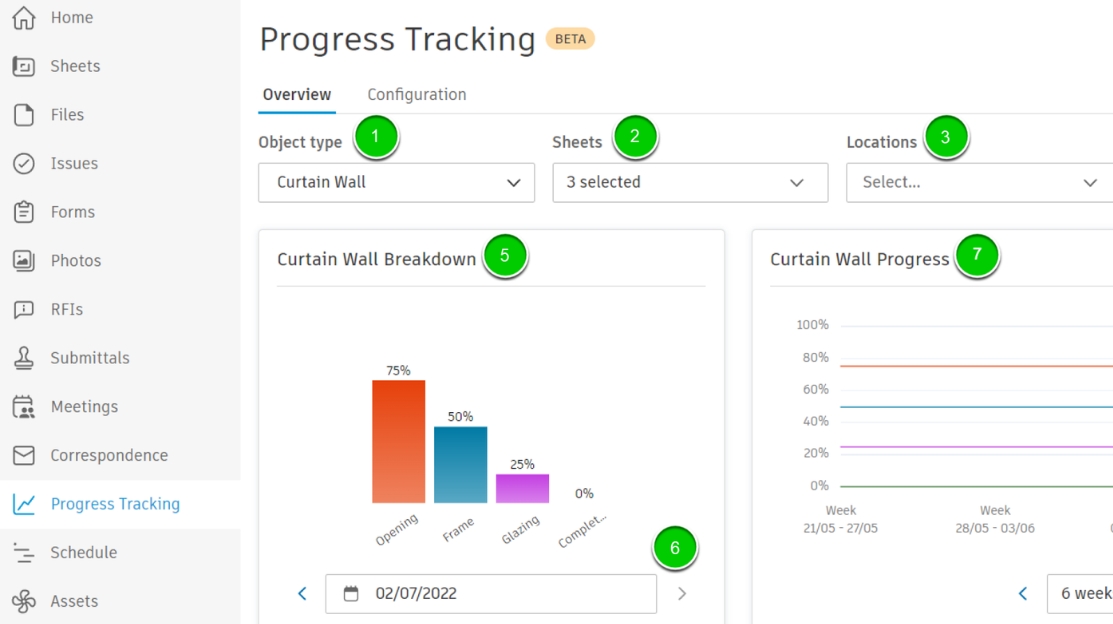 Home
Sheets
Files
Issues
Forms
Photos
RFIs
Submittals
Meetings
Correspondence
Progress Tracking
Schedule
Assets
Progress Tracking BETA
Overview Configuration
Object type 1 Sheets 2 Locations 3
Curtain Wall 3 selected Select...
Curtain Wall Breakdown 5
75%
50%
25%
0%
Opening Frame Glazing Complet...
6
02/07/2022
Curtain Wall Progress 7
100%
80%
60%
40%
20%
0%
Week Week
21/05 - 27/05 28/05 - 03/06
6 week